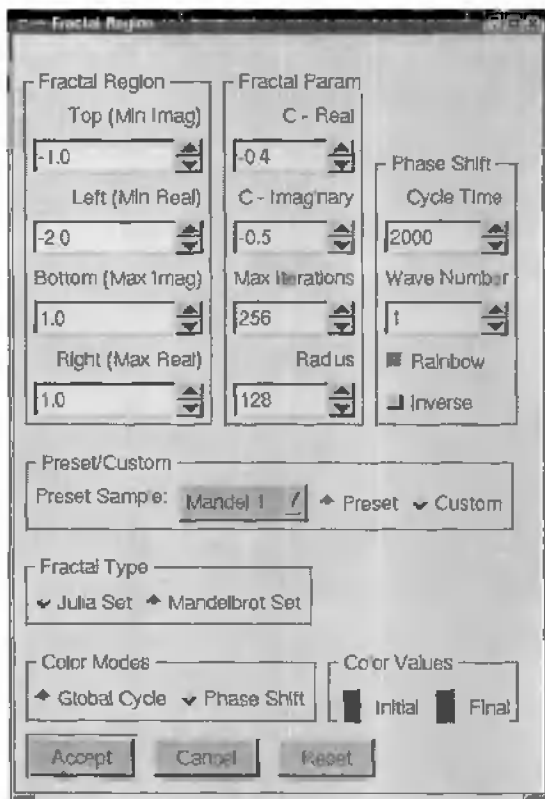 Fractal Region
Fractal Region
Top (Min Imag)
-1.0
Left (Min Real)
-2.0
Bottom (Max Imag)
1.0
Right (Max Real)
1.0
Fractal Param
C - Real
-0.4
C - Imaginary
-0.5
Max Iterations
256
Radius
128
Phase Shift
Cycle Time
2000
Wave Number
1
Rainbow
Inverse
Preset/Custom
Preset Sample: Mandel 1 Preset Custom
Fractal Type
Julia Set Mandelbrot Set
Color Modes
Global Cycle Phase Shift
Color Values
Initial Final
Accept Cancel Reset